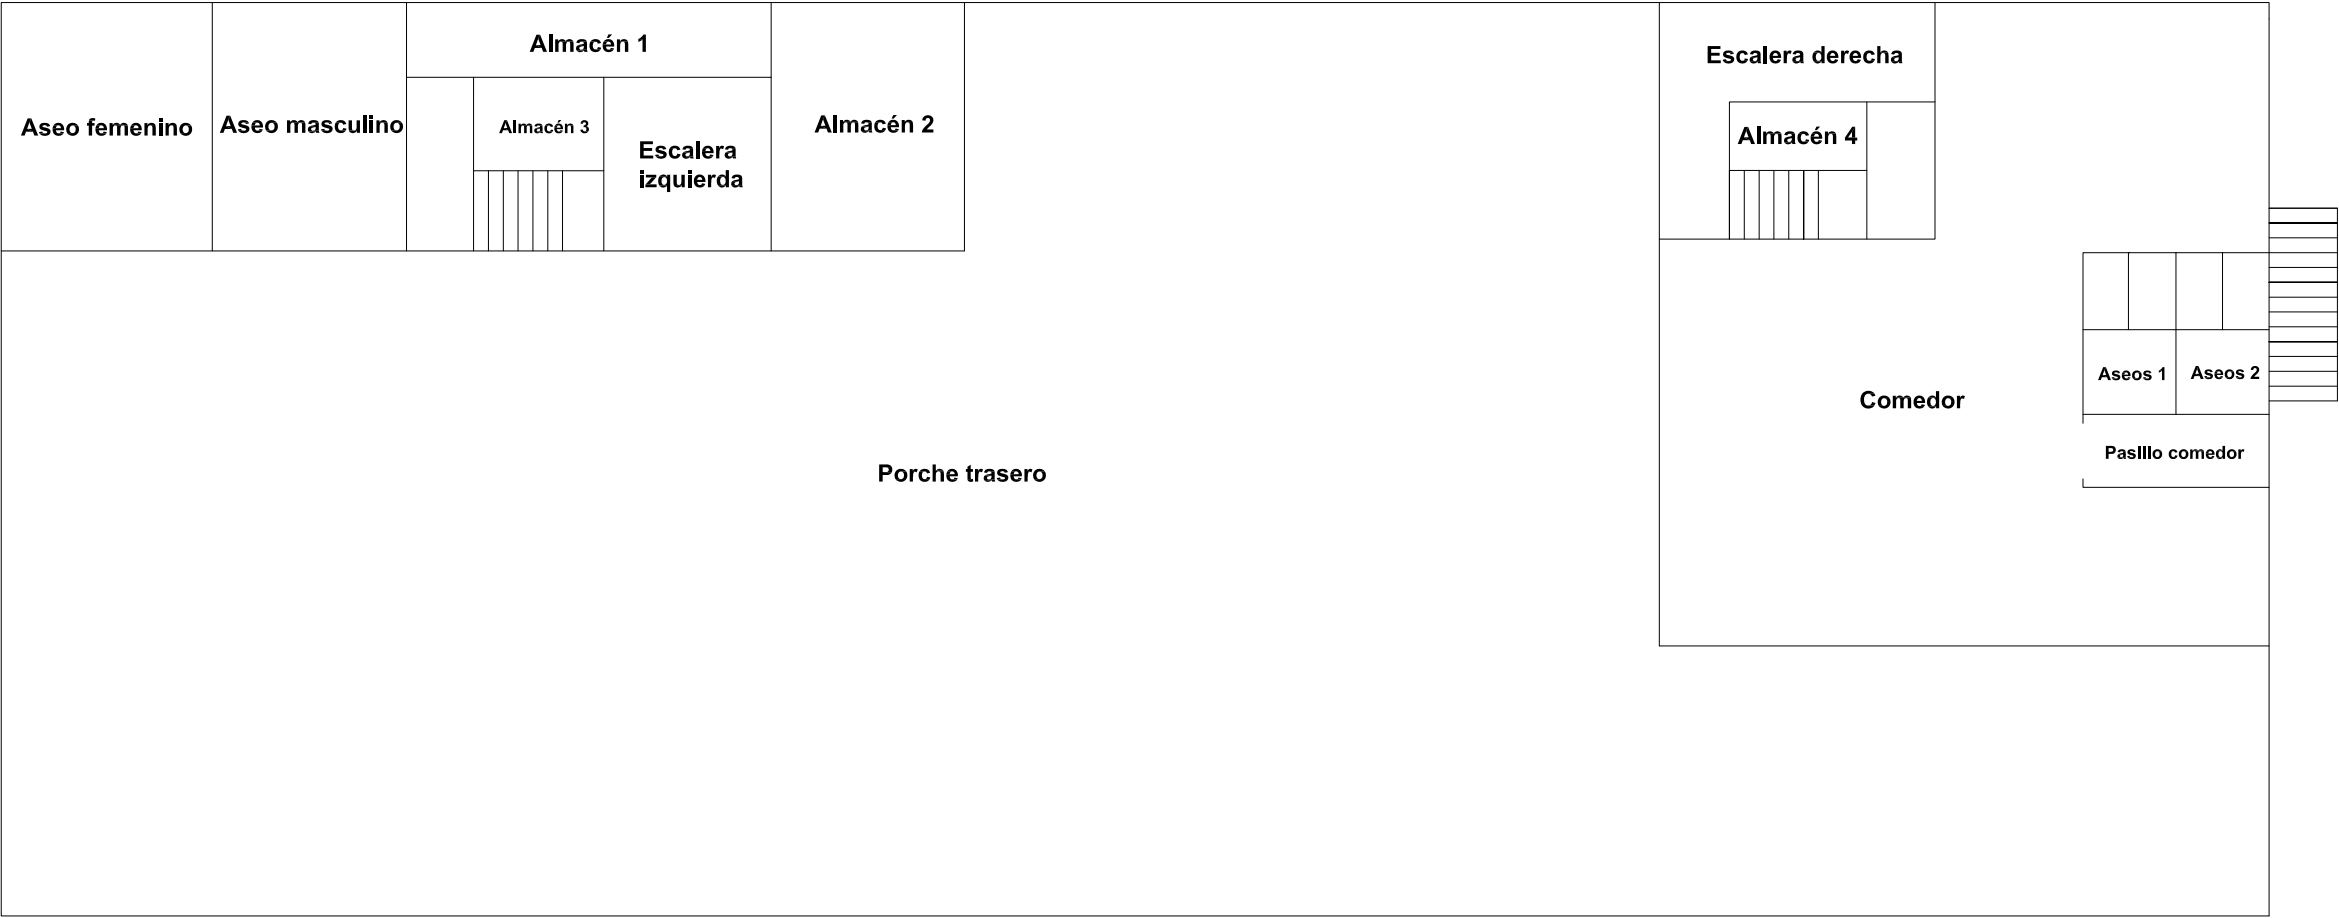 Almacén 1
Escalera derecha
Aseo femenino
Aseo masculino
Almacén 3
Escalera
izquierda
Almacén 2
Almacén 4
Aseos 1
Aseos 2
Comedor
Pasillo comedor
Porche trasero